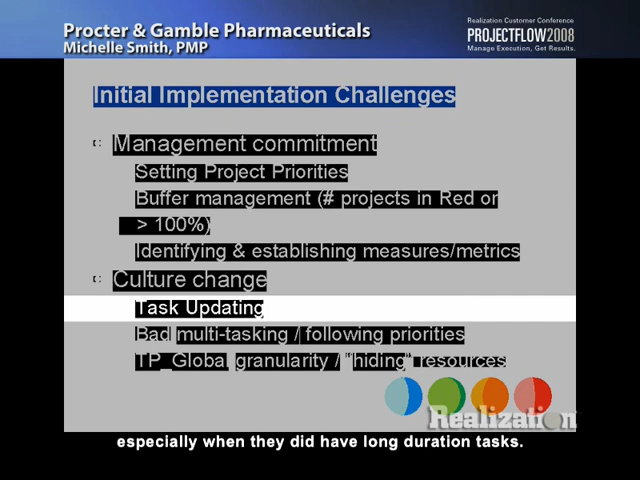 Procter & Gamble Pharmaceuticals
Michelle Smith, PMP
Realization Customer Conference
PROJECTFLOW2008
Manage Execution, Get Results.
Initial Implementation Challenges
Management commitment
Setting Project Priorities
Buffer management (# projects in Red or
> 100%)
Identifying & establishing measures/metrics
Culture change
Task Updating
Bad multi-tasking / following priorities
TP_Global granularity / "hiding" resources
Realization
especially when they did have long duration tasks.